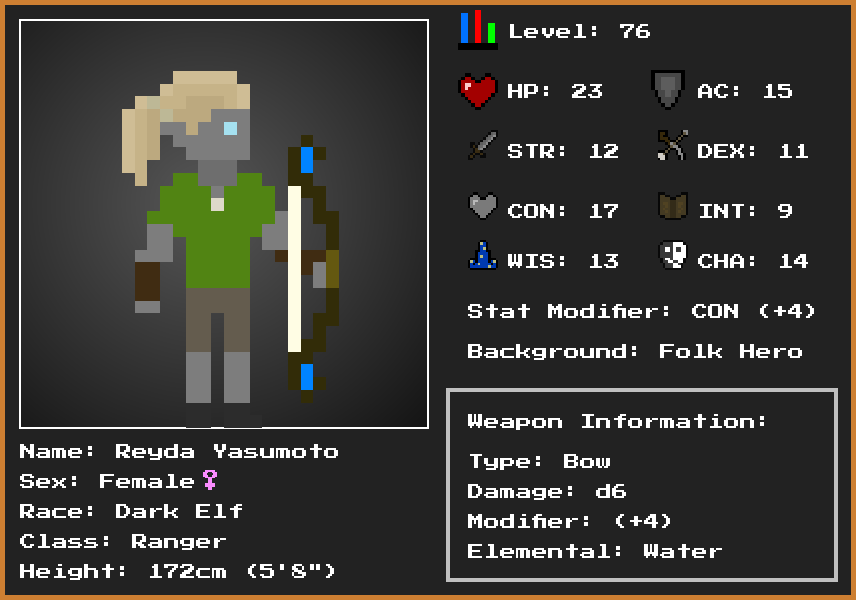 Level: 76
HP: 23 AC: 15
STR: 12 DEX: 11
CON: 17 INT: 9
WIS: 13 CHA: 14
Stat Modifier: CON (+4)
Background: Folk Hero
Weapon Information:
Type: Bow
Damage: d6
Modifier: (+4)
Elemental: Water
Name: Reyda Yasumoto
Sex: Female♀
Race: Dark Elf
Class: Ranger
Height: 172cm (5'8")